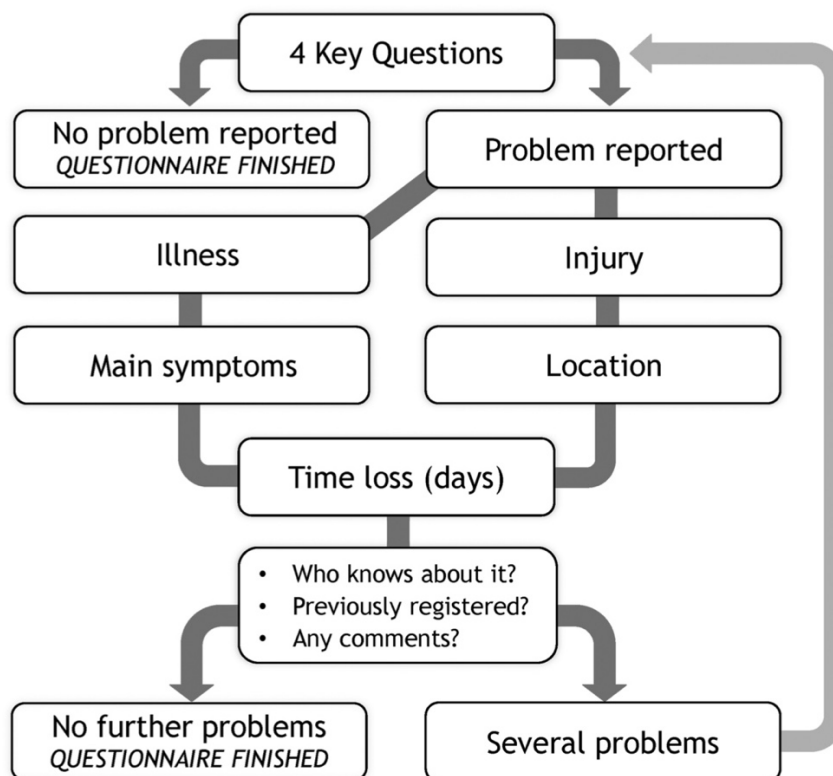 4 Key Questions
No problem reported
QUESTIONNAIRE FINISHED
Problem reported
Illness
Injury
Main symptoms
Location
Time loss (days)
• Who knows about it?
• Previously registered?
• Any comments?
No further problems
QUESTIONNAIRE FINISHED
Several problems